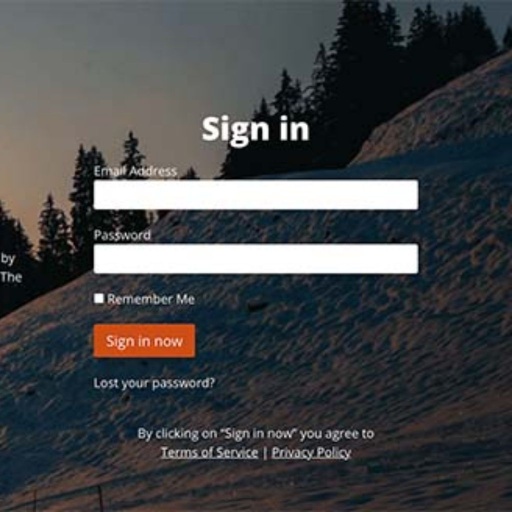 Sign in
Email Address
Password
by
The
Remember Me
Sign in now
Lost your password?
By clicking on “Sign in now” you agree to
Terms of Service | Privacy Policy